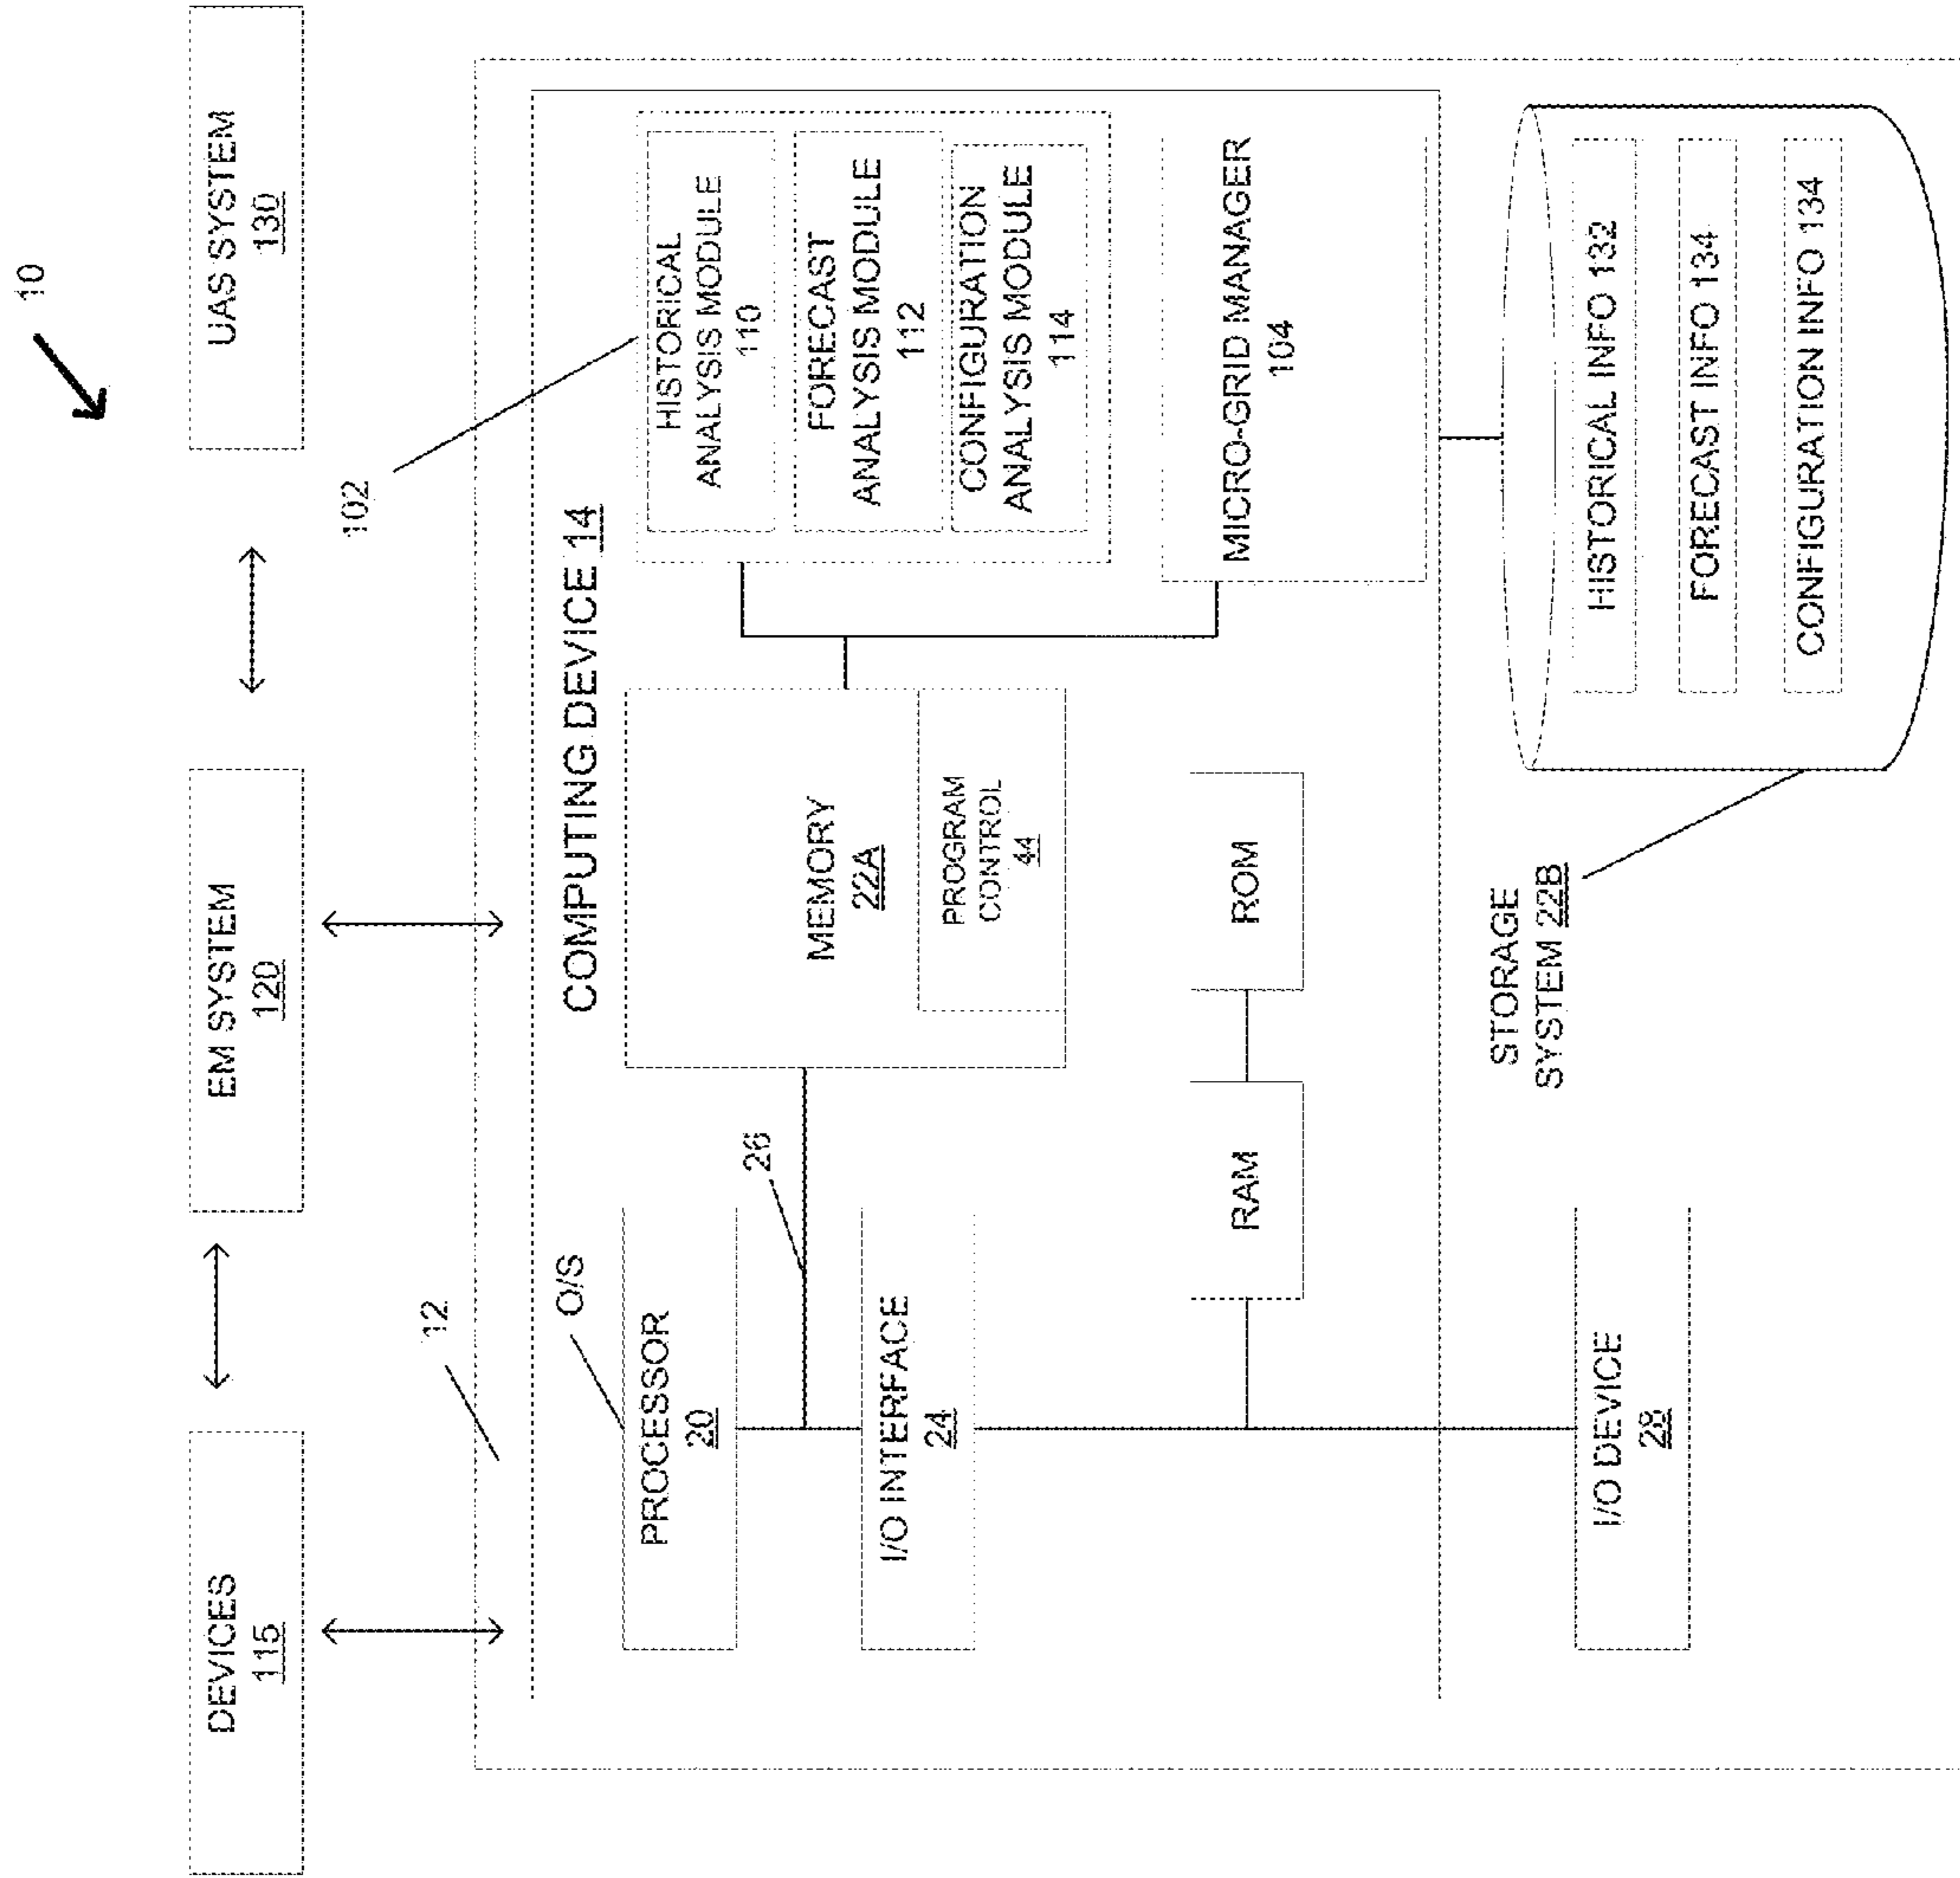 10
DEVICES
115
EM SYSTEM
120
UAS SYSTEM
130
12
102
COMPUTING DEVICE 14
O/S
PROCESSOR
20
26
MEMORY
22A
PROGRAM
CONTROL
44
HISTORICAL
ANALYSIS MODULE
110
FORECAST
ANALYSIS MODULE
112
CONFIGURATION
ANALYSIS MODULE
114
I/O INTERFACE
24
RAM
ROM
MICRO-GRID MANAGER
104
I/O DEVICE
28
STORAGE
SYSTEM 22B
HISTORICAL INFO 132
FORECAST INFO 134
CONFIGURATION INFO 134